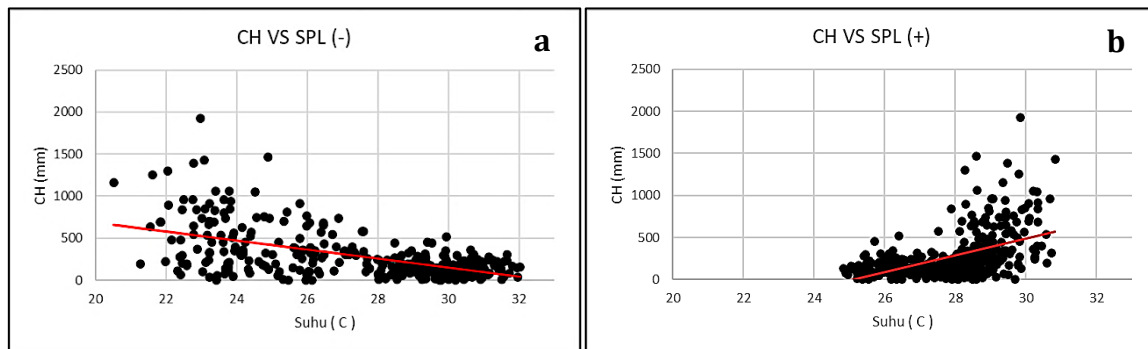 CH VS SPL (-)
a
2500
2000
1500
1000
500
0
CH (mm)
20 22 24 26 28 30 32
Suhu ( C )
CH VS SPL (+)
b
2500
2000
1500
1000
500
0
CH (mm)
20 22 24 26 28 30 32
Suhu ( C )